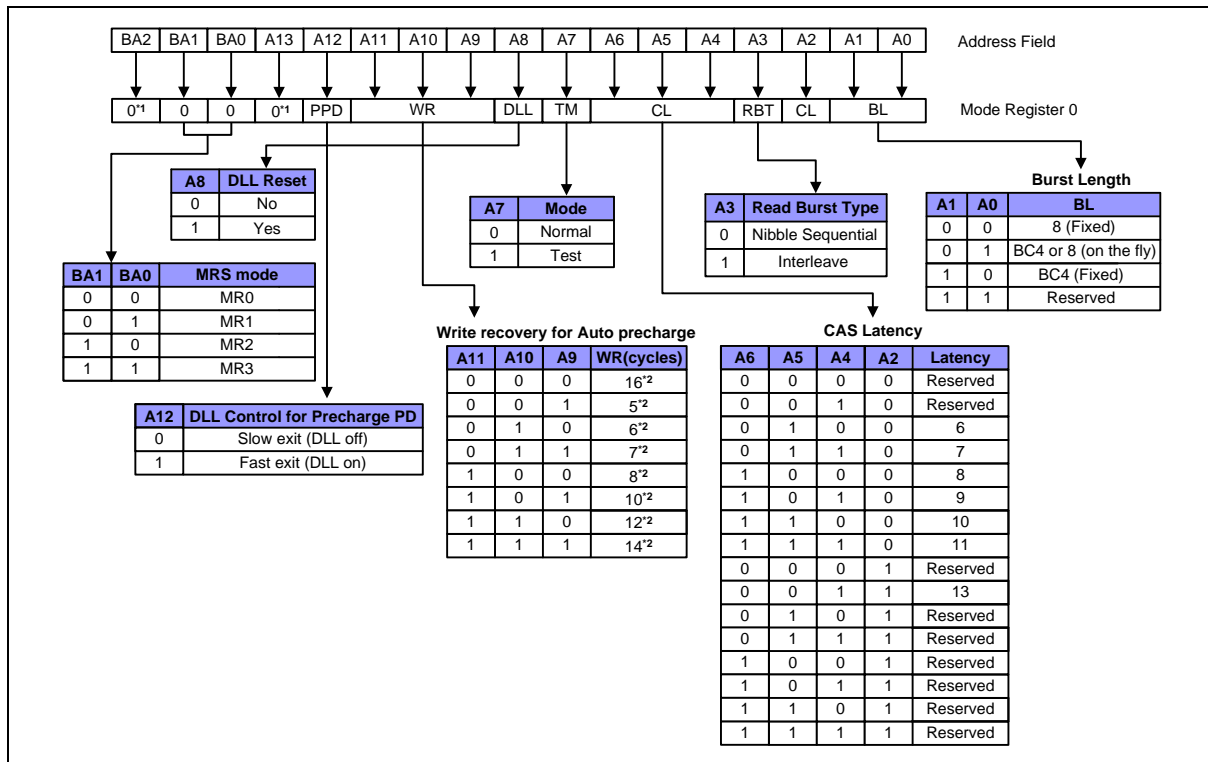 BA2 BA1 BA0 A13 A12 A11 A10 A9 A8 A7 A6 A5 A4 A3 A2 A1 A0 Address Field
0*1 0 0 0*1 PPD WR DLL TM CL RBT CL BL Mode Register 0
A8 DLL Reset
0 No
1 Yes
A7 Mode
0 Normal
1 Test
A3 Read Burst Type
0 Nibble Sequential
1 Interleave
Burst Length
A1 A0 BL
0 0 8 (Fixed)
0 1 BC4 or 8 (on the fly)
1 0 BC4 (Fixed)
1 1 Reserved
BA1 BA0 MRS mode
0 0 MR0
0 1 MR1
1 0 MR2
1 1 MR3
A12 DLL Control for Precharge PD
0 Slow exit (DLL off)
1 Fast exit (DLL on)
Write recovery for Auto precharge
A11 A10 A9 WR(cycles)
0 0 0 16*2
0 0 1 5*2
0 1 0 6*2
0 1 1 7*2
1 0 0 8*2
1 0 1 10*2
1 1 0 12*2
1 1 1 14*2
CAS Latency
A6 A5 A4 A2 Latency
0 0 0 0 Reserved
0 0 1 0 Reserved
0 1 0 0 6
0 1 1 0 7
1 0 0 0 8
1 0 1 0 9
1 1 0 0 10
1 1 1 0 11
0 0 0 1 Reserved
0 0 1 1 13
0 1 0 1 Reserved
0 1 1 1 Reserved
1 0 0 1 Reserved
1 0 1 1 Reserved
1 1 0 1 Reserved
1 1 1 1 Reserved